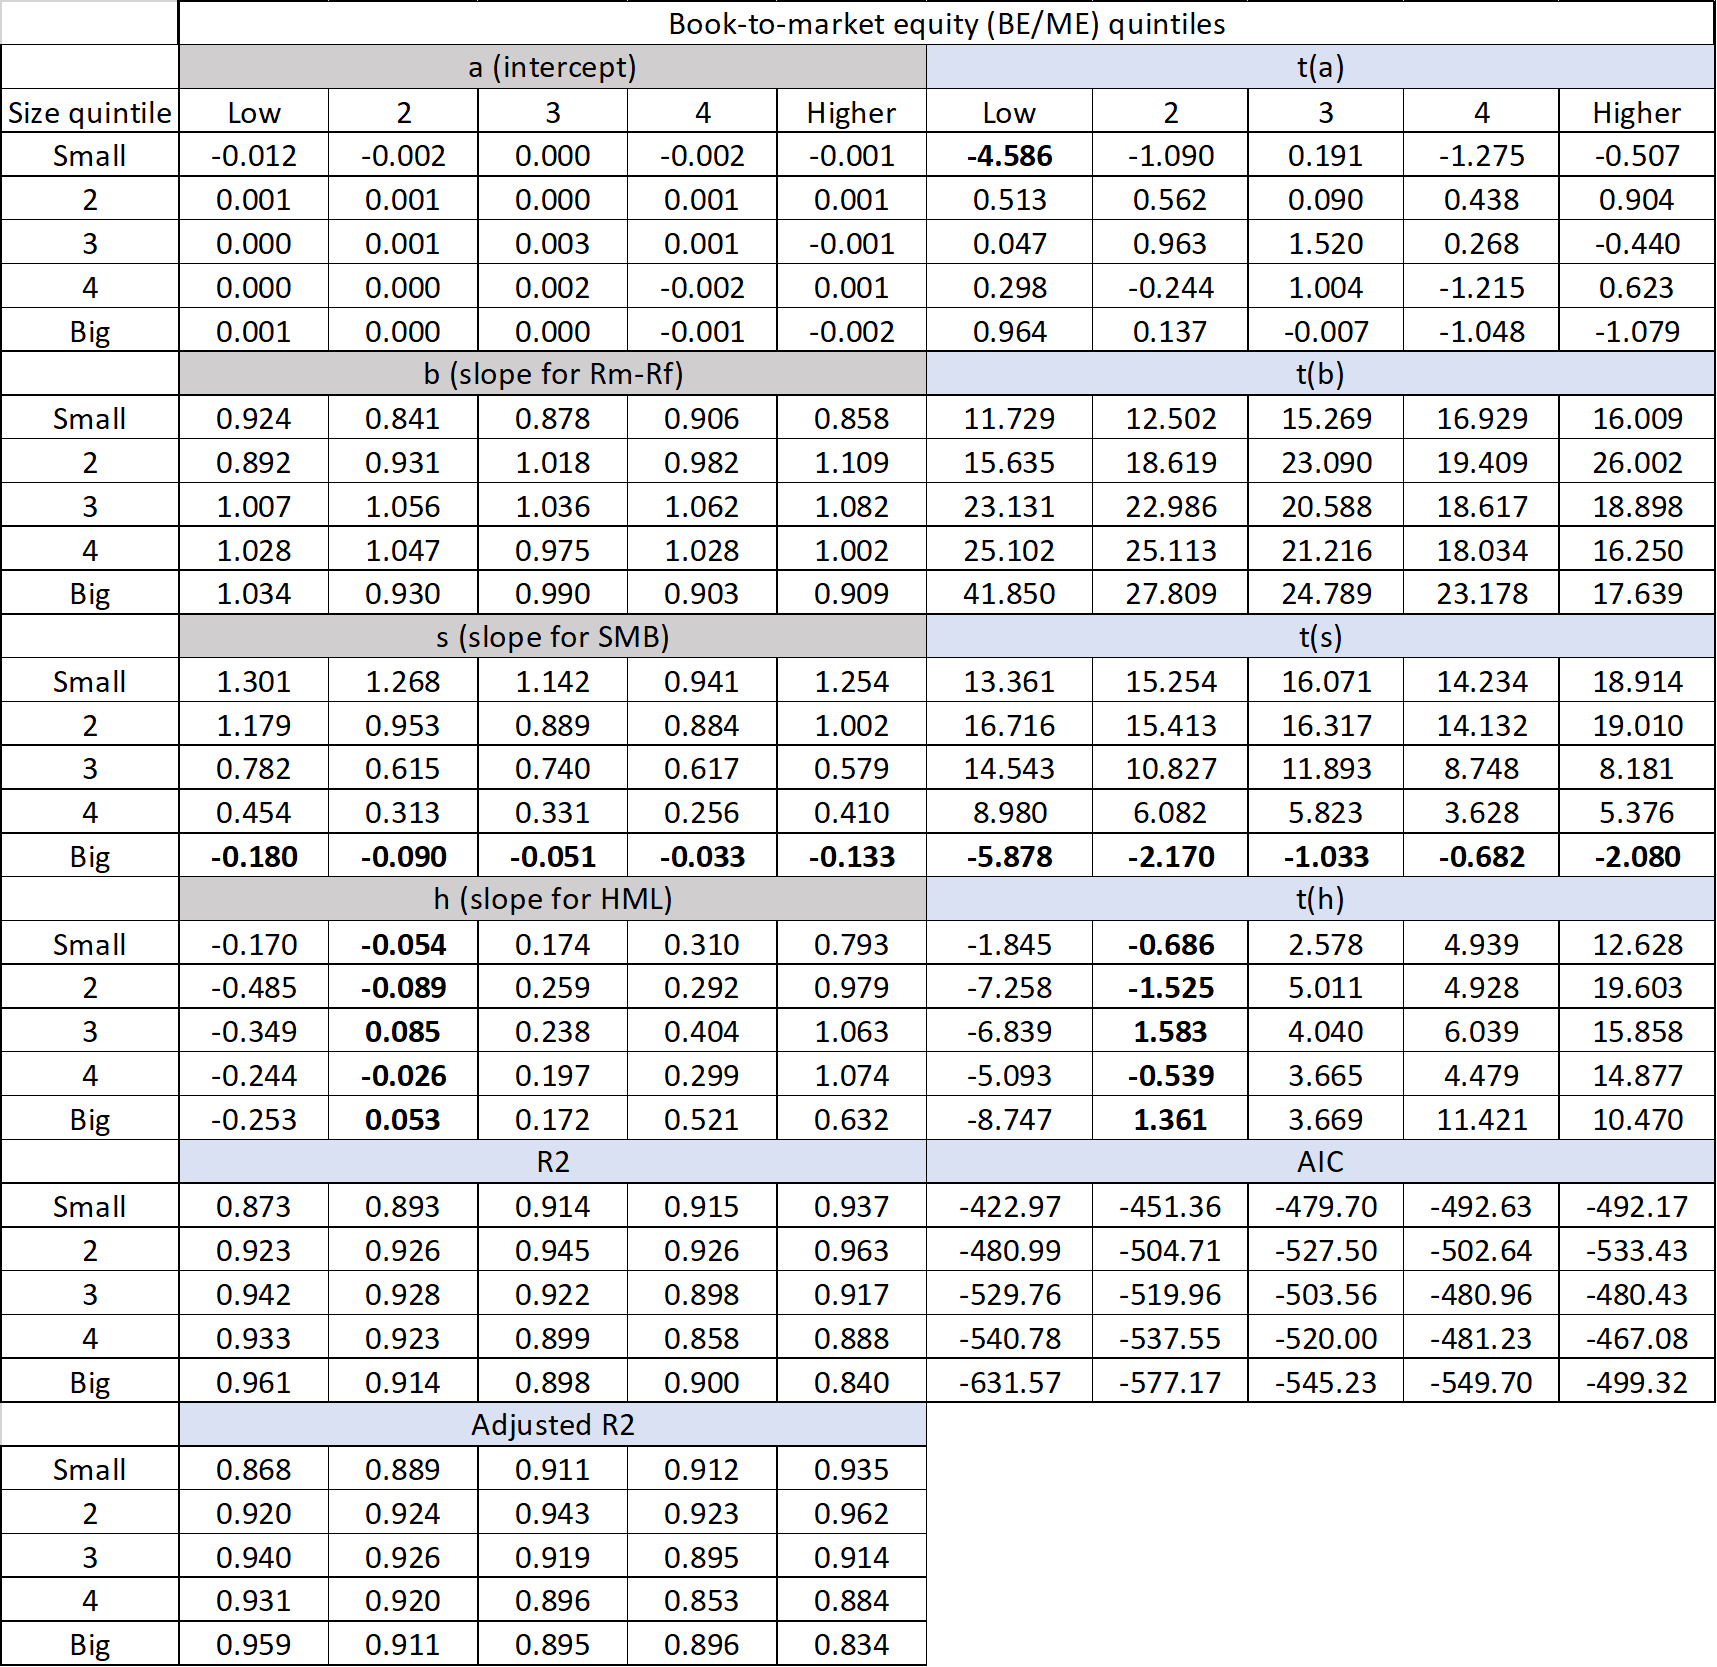 Book-to-market equity (BE/ME) quintiles
a (intercept) t(a)
Size quintile Low 2 3 4 Higher Low 2 3 4 Higher
Small -0.012 -0.002 0.000 -0.002 -0.001 -4.586 -1.090 0.191 -1.275 -0.507
2 0.001 0.001 0.000 0.001 0.001 0.513 0.562 0.090 0.438 0.904
3 0.000 0.001 0.003 0.001 -0.001 0.047 0.963 1.520 0.268 -0.440
4 0.000 0.000 0.002 -0.002 0.001 0.298 -0.244 1.004 -1.215 0.623
Big 0.001 0.000 0.000 -0.001 -0.002 0.964 0.137 -0.007 -1.048 -1.079
b (slope for Rm-Rf) t(b)
Small 0.924 0.841 0.878 0.906 0.858 11.729 12.502 15.269 16.929 16.009
2 0.892 0.931 1.018 0.982 1.109 15.635 18.619 23.090 19.409 26.002
3 1.007 1.056 1.036 1.062 1.082 23.131 22.986 20.588 18.617 18.898
4 1.028 1.047 0.975 1.028 1.002 25.102 25.113 21.216 18.034 16.250
Big 1.034 0.930 0.990 0.903 0.909 41.850 27.809 24.789 23.178 17.639
s (slope for SMB) t(s)
Small 1.301 1.268 1.142 0.941 1.254 13.361 15.254 16.071 14.234 18.914
2 1.179 0.953 0.889 0.884 1.002 16.716 15.413 16.317 14.132 19.010
3 0.782 0.615 0.740 0.617 0.579 14.543 10.827 11.893 8.748 8.181
4 0.454 0.313 0.331 0.256 0.410 8.980 6.082 5.823 3.628 5.376
Big -0.180 -0.090 -0.051 -0.033 -0.133 -5.878 -2.170 -1.033 -0.682 -2.080
h (slope for HML) t(h)
Small -0.170 -0.054 0.174 0.310 0.793 -1.845 -0.686 2.578 4.939 12.628
2 -0.485 -0.089 0.259 0.292 0.979 -7.258 -1.525 5.011 4.928 19.603
3 -0.349 0.085 0.238 0.404 1.063 -6.839 1.583 4.040 6.039 15.858
4 -0.244 -0.026 0.197 0.299 1.074 -5.093 -0.539 3.665 4.479 14.877
Big -0.253 0.053 0.172 0.521 0.632 -8.747 1.361 3.669 11.421 10.470
R2 AIC
Small 0.873 0.893 0.914 0.915 0.937 -422.97 -451.36 -479.70 -492.63 -492.17
2 0.923 0.926 0.945 0.926 0.963 -480.99 -504.71 -527.50 -502.64 -533.43
3 0.942 0.928 0.922 0.898 0.917 -529.76 -519.96 -503.56 -480.96 -480.43
4 0.933 0.923 0.899 0.858 0.888 -540.78 -537.55 -520.00 -481.23 -467.08
Big 0.961 0.914 0.898 0.900 0.840 -631.57 -577.17 -545.23 -549.70 -499.32
Adjusted R2
Small 0.868 0.889 0.911 0.912 0.935
2 0.920 0.924 0.943 0.923 0.962
3 0.940 0.926 0.919 0.895 0.914
4 0.931 0.920 0.896 0.853 0.884
Big 0.959 0.911 0.895 0.896 0.834